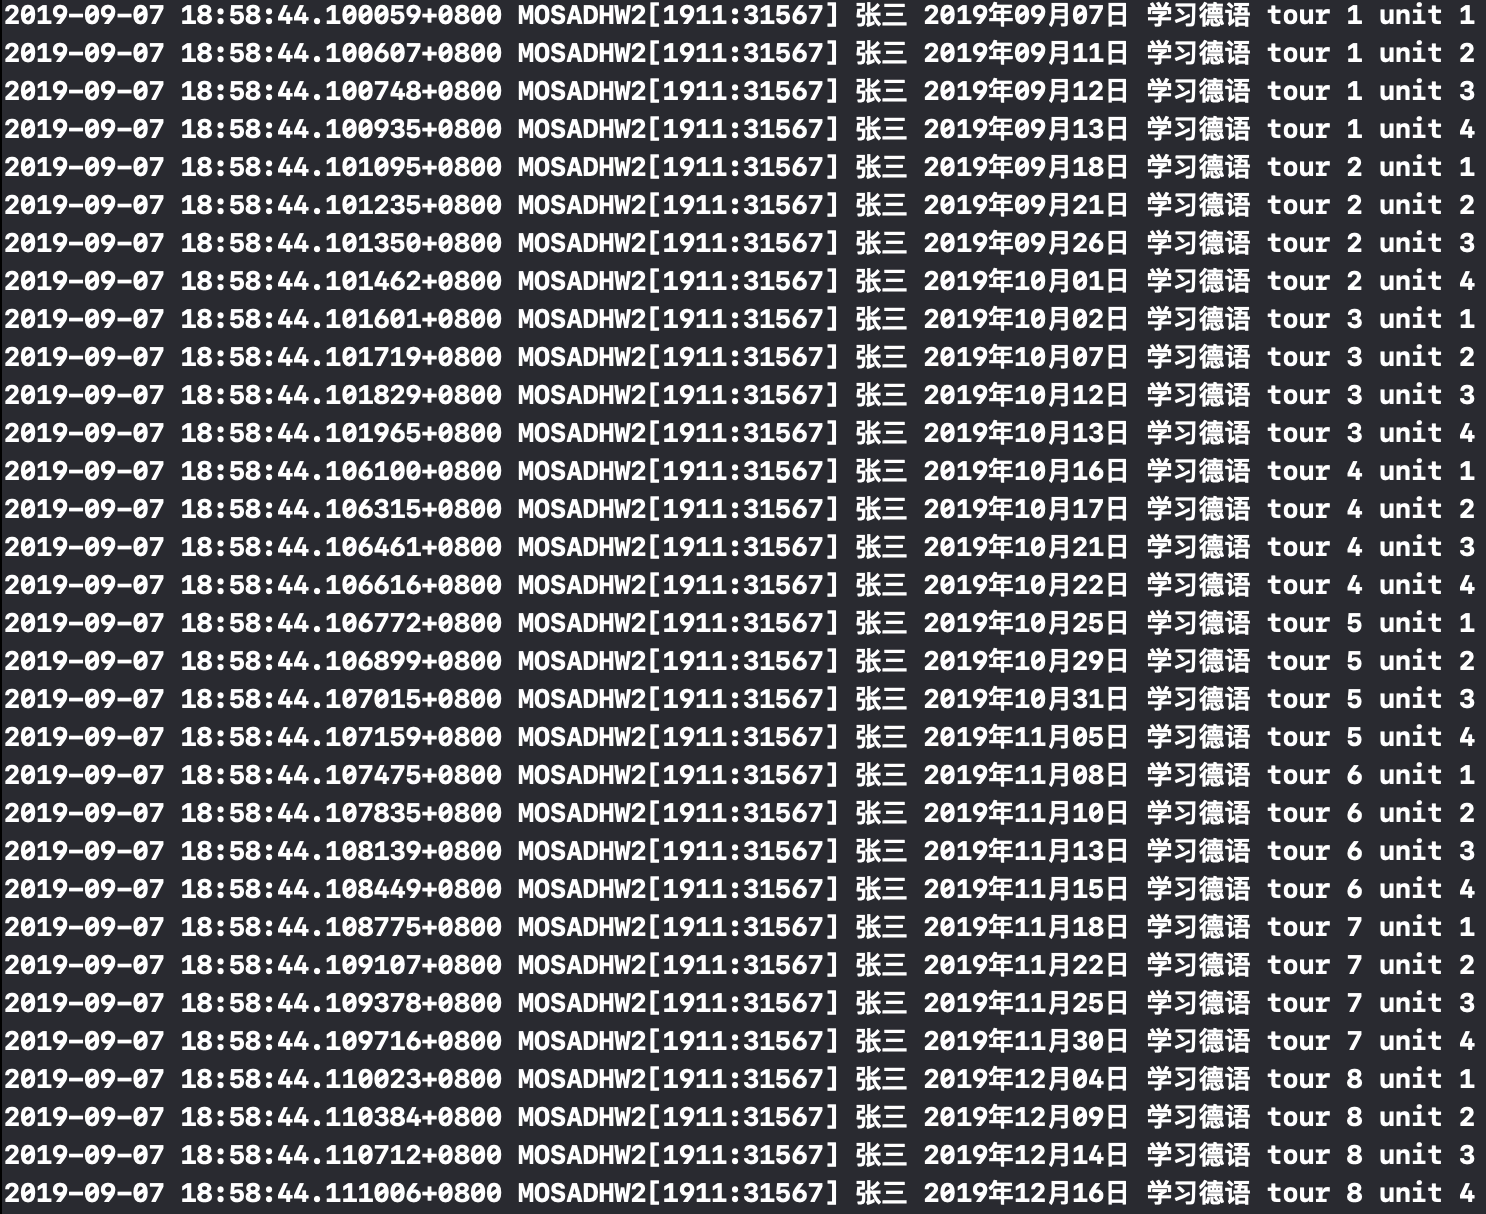 2019-09-07 18:58:44.100059+0800 MOSADHW2[1911:31567] 张三 2019年09月07日 学习德语 tour 1 unit 1
2019-09-07 18:58:44.100607+0800 MOSADHW2[1911:31567] 张三 2019年09月11日 学习德语 tour 1 unit 2
2019-09-07 18:58:44.100748+0800 MOSADHW2[1911:31567] 张三 2019年09月12日 学习德语 tour 1 unit 3
2019-09-07 18:58:44.100935+0800 MOSADHW2[1911:31567] 张三 2019年09月13日 学习德语 tour 1 unit 4
2019-09-07 18:58:44.101095+0800 MOSADHW2[1911:31567] 张三 2019年09月18日 学习德语 tour 2 unit 1
2019-09-07 18:58:44.101235+0800 MOSADHW2[1911:31567] 张三 2019年09月21日 学习德语 tour 2 unit 2
2019-09-07 18:58:44.101350+0800 MOSADHW2[1911:31567] 张三 2019年09月26日 学习德语 tour 2 unit 3
2019-09-07 18:58:44.101462+0800 MOSADHW2[1911:31567] 张三 2019年10月01日 学习德语 tour 2 unit 4
2019-09-07 18:58:44.101601+0800 MOSADHW2[1911:31567] 张三 2019年10月02日 学习德语 tour 3 unit 1
2019-09-07 18:58:44.101719+0800 MOSADHW2[1911:31567] 张三 2019年10月07日 学习德语 tour 3 unit 2
2019-09-07 18:58:44.101829+0800 MOSADHW2[1911:31567] 张三 2019年10月12日 学习德语 tour 3 unit 3
2019-09-07 18:58:44.101965+0800 MOSADHW2[1911:31567] 张三 2019年10月13日 学习德语 tour 3 unit 4
2019-09-07 18:58:44.106100+0800 MOSADHW2[1911:31567] 张三 2019年10月16日 学习德语 tour 4 unit 1
2019-09-07 18:58:44.106315+0800 MOSADHW2[1911:31567] 张三 2019年10月17日 学习德语 tour 4 unit 2
2019-09-07 18:58:44.106461+0800 MOSADHW2[1911:31567] 张三 2019年10月21日 学习德语 tour 4 unit 3
2019-09-07 18:58:44.106616+0800 MOSADHW2[1911:31567] 张三 2019年10月22日 学习德语 tour 4 unit 4
2019-09-07 18:58:44.106772+0800 MOSADHW2[1911:31567] 张三 2019年10月25日 学习德语 tour 5 unit 1
2019-09-07 18:58:44.106899+0800 MOSADHW2[1911:31567] 张三 2019年10月29日 学习德语 tour 5 unit 2
2019-09-07 18:58:44.107015+0800 MOSADHW2[1911:31567] 张三 2019年10月31日 学习德语 tour 5 unit 3
2019-09-07 18:58:44.107159+0800 MOSADHW2[1911:31567] 张三 2019年11月05日 学习德语 tour 5 unit 4
2019-09-07 18:58:44.107475+0800 MOSADHW2[1911:31567] 张三 2019年11月08日 学习德语 tour 6 unit 1
2019-09-07 18:58:44.107835+0800 MOSADHW2[1911:31567] 张三 2019年11月10日 学习德语 tour 6 unit 2
2019-09-07 18:58:44.108139+0800 MOSADHW2[1911:31567] 张三 2019年11月13日 学习德语 tour 6 unit 3
2019-09-07 18:58:44.108449+0800 MOSADHW2[1911:31567] 张三 2019年11月15日 学习德语 tour 6 unit 4
2019-09-07 18:58:44.108775+0800 MOSADHW2[1911:31567] 张三 2019年11月18日 学习德语 tour 7 unit 1
2019-09-07 18:58:44.109107+0800 MOSADHW2[1911:31567] 张三 2019年11月22日 学习德语 tour 7 unit 2
2019-09-07 18:58:44.109378+0800 MOSADHW2[1911:31567] 张三 2019年11月25日 学习德语 tour 7 unit 3
2019-09-07 18:58:44.109716+0800 MOSADHW2[1911:31567] 张三 2019年11月30日 学习德语 tour 7 unit 4
2019-09-07 18:58:44.110023+0800 MOSADHW2[1911:31567] 张三 2019年12月04日 学习德语 tour 8 unit 1
2019-09-07 18:58:44.110384+0800 MOSADHW2[1911:31567] 张三 2019年12月09日 学习德语 tour 8 unit 2
2019-09-07 18:58:44.110712+0800 MOSADHW2[1911:31567] 张三 2019年12月14日 学习德语 tour 8 unit 3
2019-09-07 18:58:44.111006+0800 MOSADHW2[1911:31567] 张三 2019年12月16日 学习德语 tour 8 unit 4